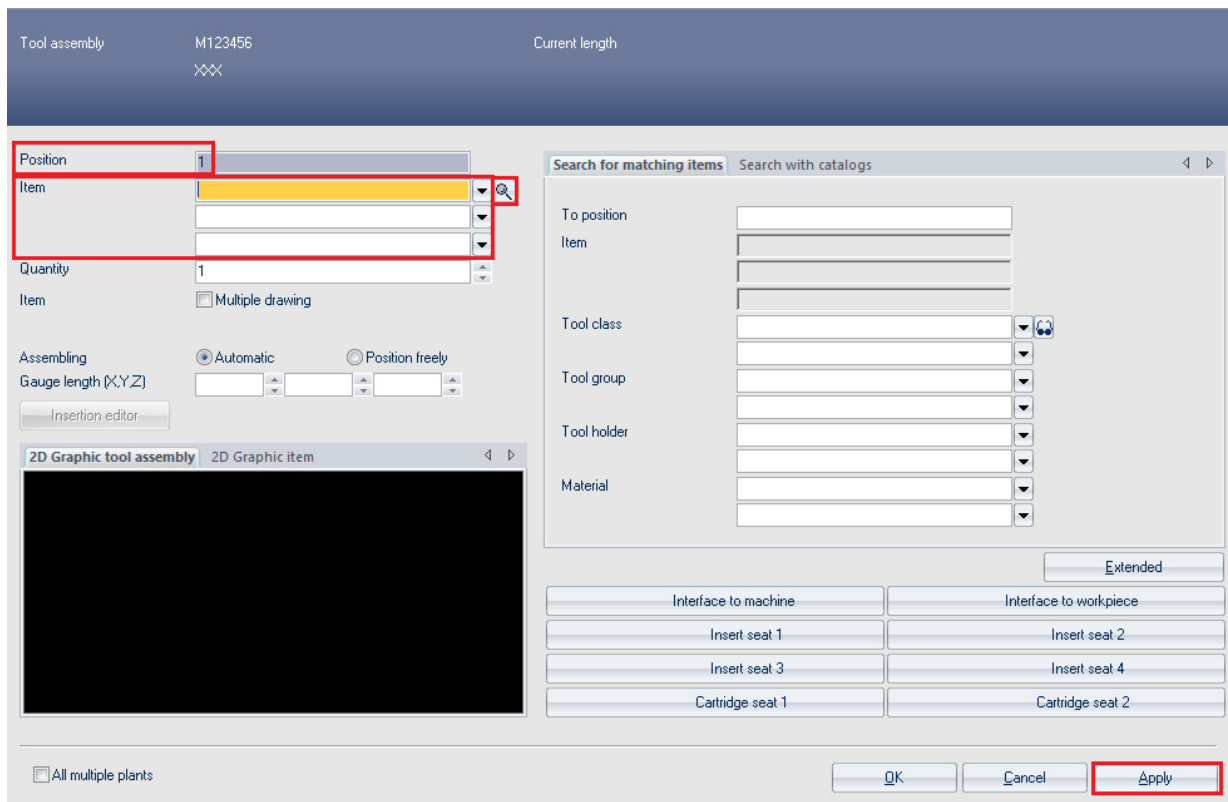 Tool assembly M123456 Current length
XXX
Position 1
Item
Quantity 1
Item Multiple drawing
Assembling Automatic Position freely
Gauge length (X,Y,Z)
Insertion editor
2D Graphic tool assembly 2D Graphic item
Search for matching items Search with catalogs
To position
Item
Tool class
Tool group
Tool holder
Material
Extended
Interface to machine Interface to workpiece
Insert seat 1 Insert seat 2
Insert seat 3 Insert seat 4
Cartridge seat 1 Cartridge seat 2
All multiple plants OK Cancel Apply